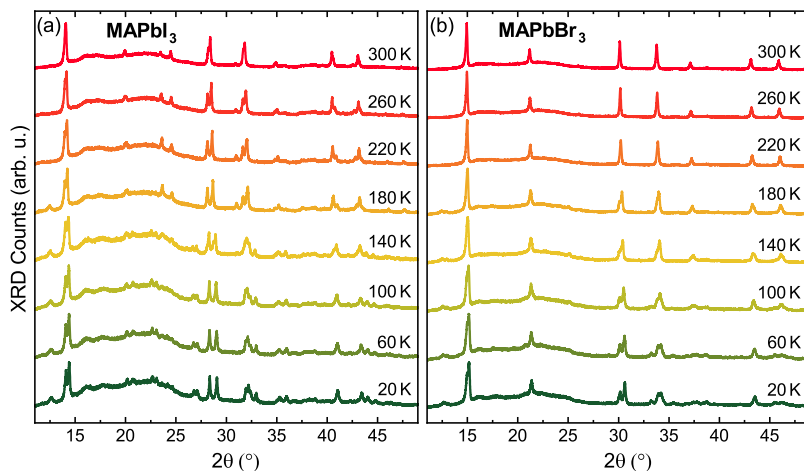 (a) MAPbI₃
300 K
260 K
220 K
180 K
140 K
100 K
60 K
20 K
XRD Counts (arb. u.)
15 20 25 30 35 40 45
2θ (°)
(b) MAPbBr₃
300 K
260 K
220 K
180 K
140 K
100 K
60 K
20 K
10 15 20 25 30 35 40 45
2θ (°)